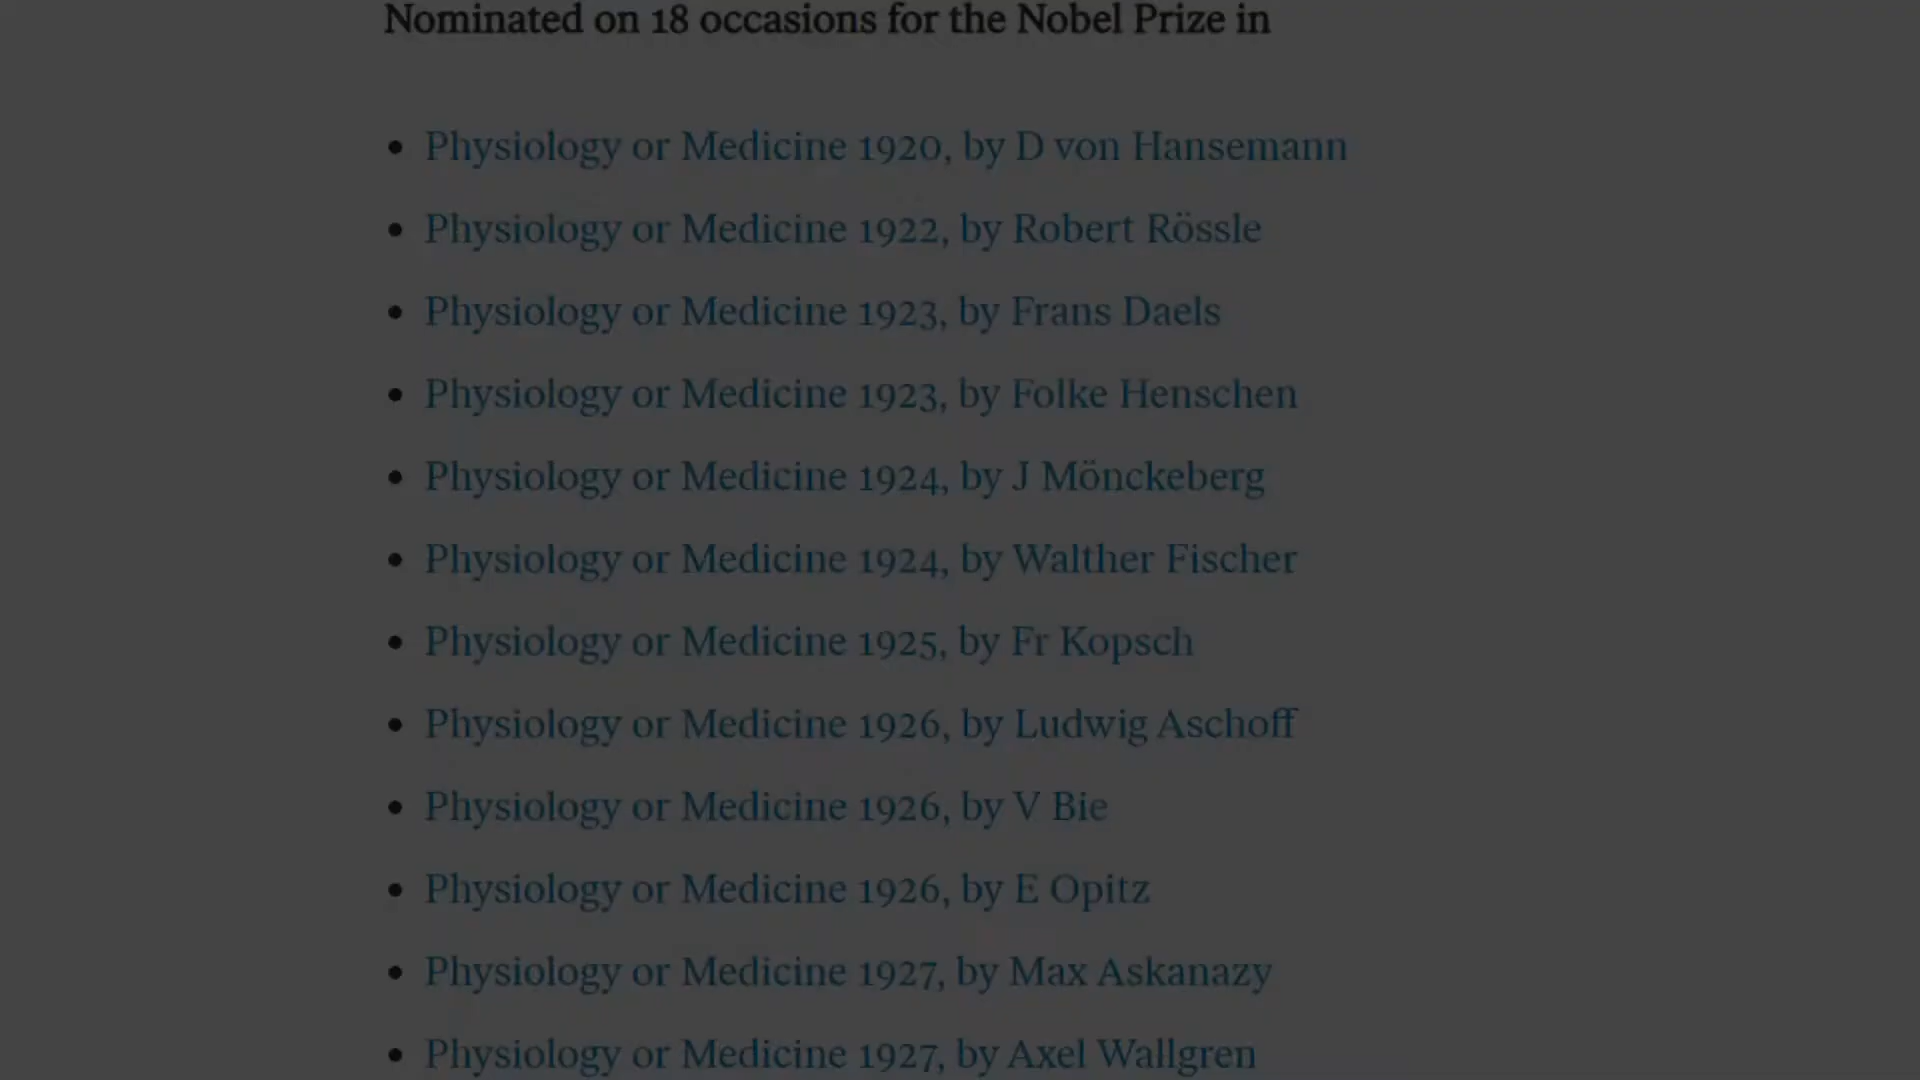 Nominated on 18 occasions for the Nobel Prize in
• Physiology or Medicine 1920, by D von Hansemann
• Physiology or Medicine 1922, by Robert Rössle
• Physiology or Medicine 1923, by Frans Daels
• Physiology or Medicine 1923, by Folke Henschen
• Physiology or Medicine 1924, by J Mönckeberg
• Physiology or Medicine 1924, by Walther Fischer
• Physiology or Medicine 1925, by Fr Kopsch
• Physiology or Medicine 1926, by Ludwig Aschoff
• Physiology or Medicine 1926, by V Bie
• Physiology or Medicine 1926, by E Opitz
• Physiology or Medicine 1927, by Max Askanazy
• Physiology or Medicine 1927, by Axel Wallgren